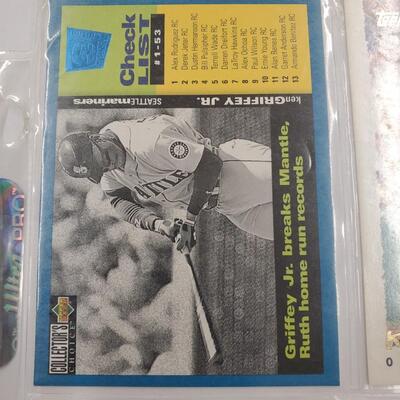 Check
LIST
# 1-53
1 Alex Rodriguez RC
2 Derek Jeter RC
3 Dustin Hermanson RC
4 Bill Pulsipher RC
5 Terrell Wade RC
6 Darren Dreifort RC
7 LaTroy Hawkins RC
8 Alex Ochoa RC
9 Paul Wilson RC
10 Ernie Young RC
11 Alan Benes RC
12 Garret Anderson RC
13 Armando Benitez RC
ken GRIFFEY JR.
SEATTLE mariners
Griffey Jr. breaks Mantle,
Ruth home run records
UPPER DECK
COLLECTOR'S
CHOICE
Ultra PRO
Topps